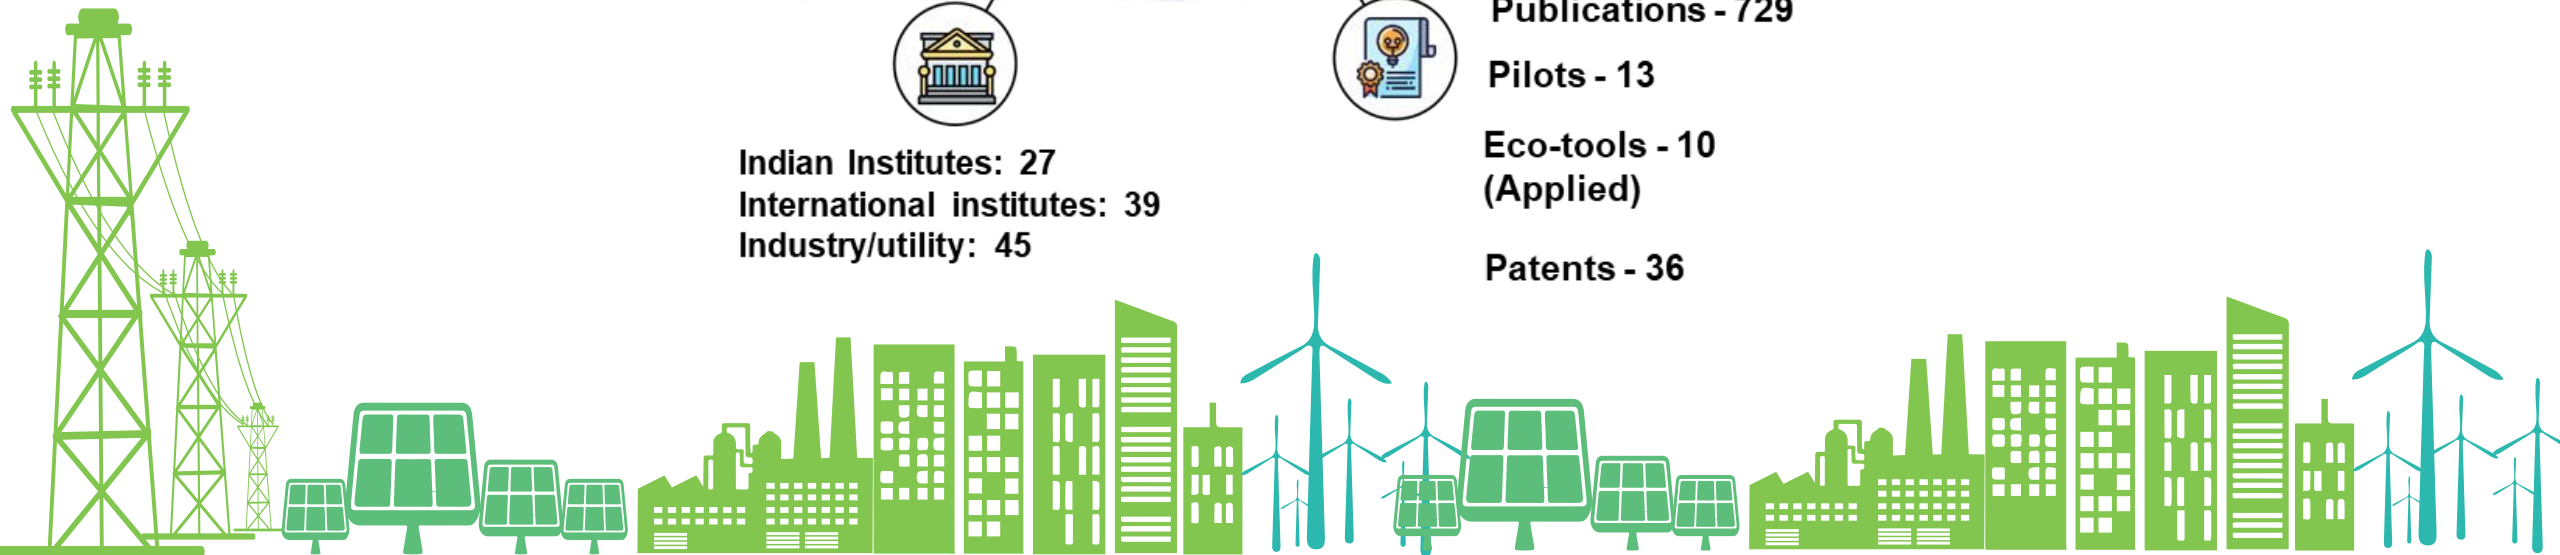 Publications - 729
Pilots - 13
Eco-tools - 10
(Applied)
Patents - 36
Indian Institutes: 27
International institutes: 39
Industry/utility: 45